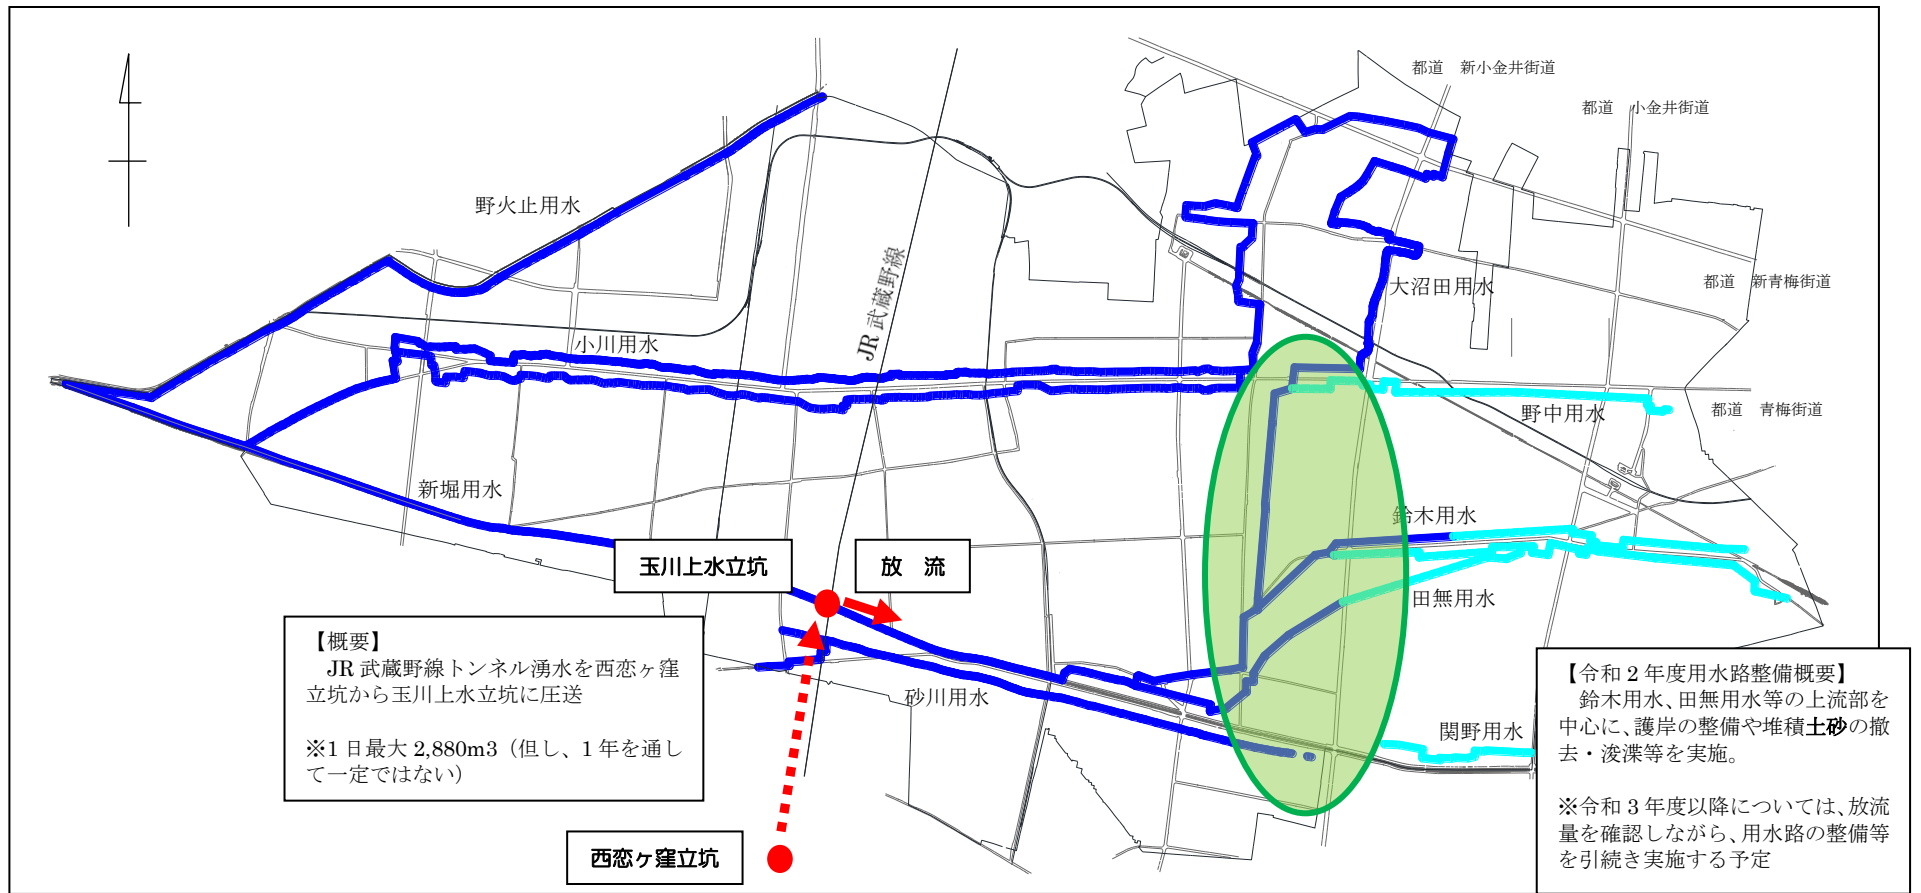 都道　新小金井街道
都道　小金井街道
野火止用水
JR 武蔵野線
大沼田用水
都道　新青梅街道
小川用水
野中用水
都道　青梅街道
新堀用水
鈴木用水
玉川上水立坑
放　流
田無用水
【概要】
JR 武蔵野線トンネル湧水を西恋ヶ窪
立坑から玉川上水立坑に圧送
※1 日最大 2,880m3（但し、1 年を通し
て一定ではない）
砂川用水
関野用水
【令和 2 年度用水路整備概要】
鈴木用水、田無用水等の上流部を
中心に、護岸の整備や堆積土砂の撤
去・浚渫等を実施。
※令和 3 年度以降については、放流
量を確認しながら、用水路の整備等
を引続き実施する予定
西恋ヶ窪立坑